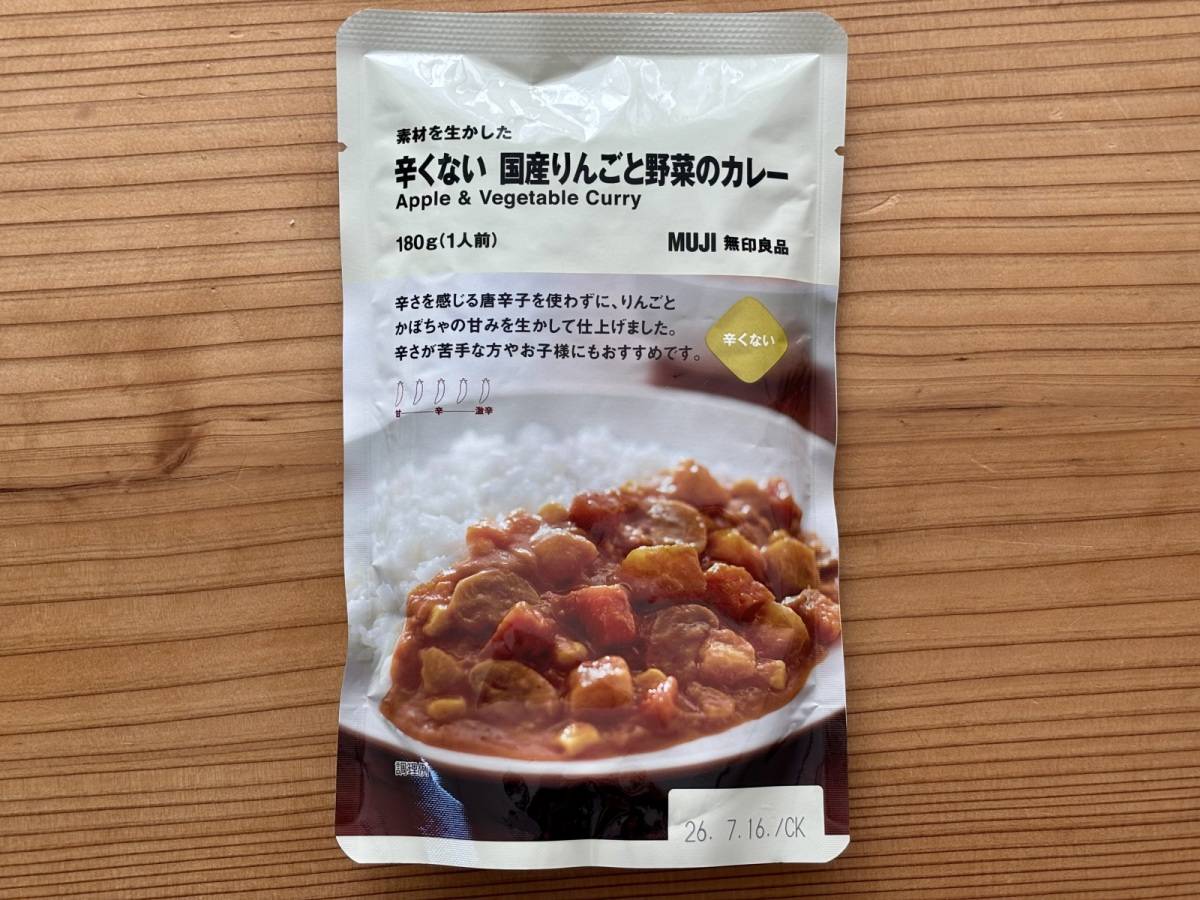 素材を生かした
辛くない 国産りんごと野菜のカレー
Apple & Vegetable Curry
180g(1人前)
MUJI 無印良品
辛さを感じる唐辛子を使わずに、りんごと
かぼちゃの甘みを生かして仕上げました。
辛さが苦手な方やお子様にもおすすめです。
辛くない
甘 辛 激辛
調理例
26. 7.16./CK